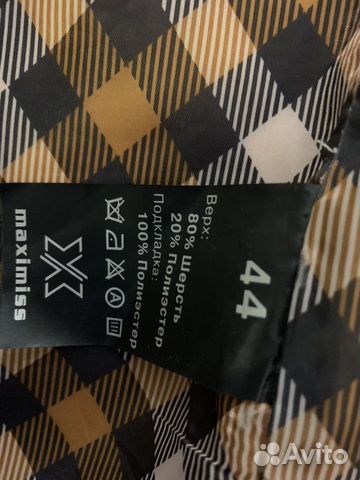 44
Верх:
80% Шерсть
20% Полиэстер
Подкладка:
100% Полиэстер
A
maximiss
Avito